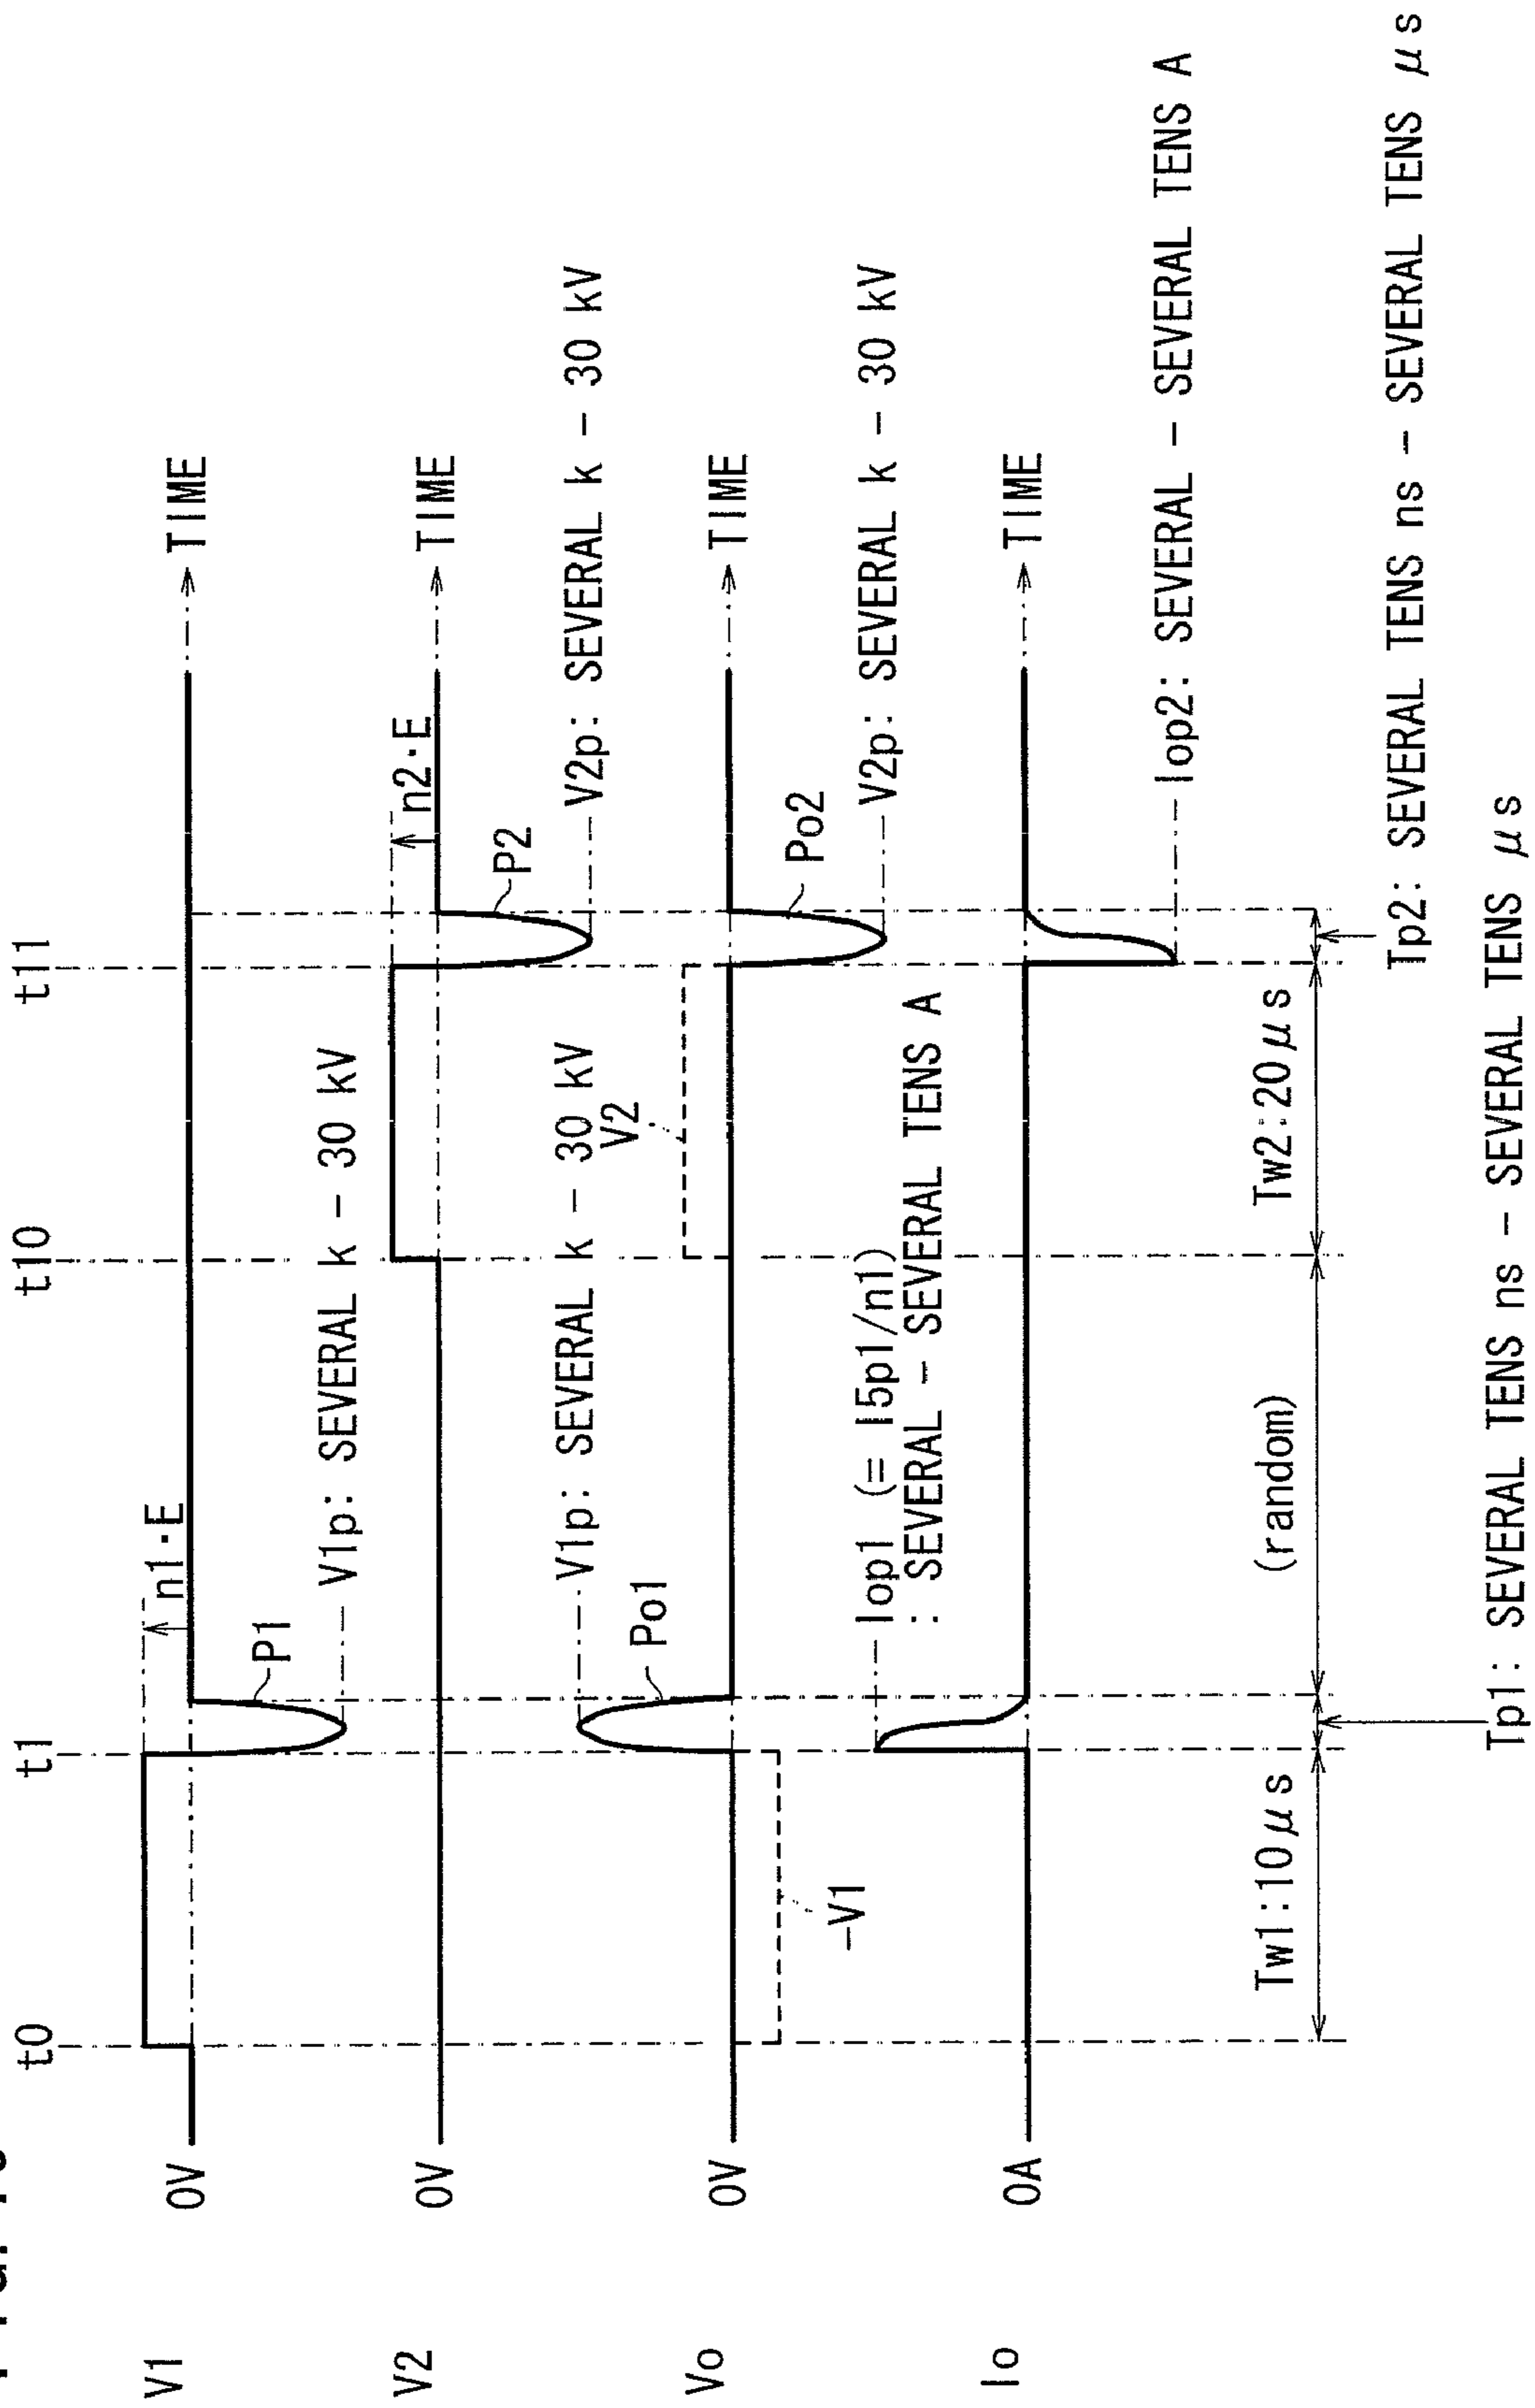 t0
t1
t10
t11
V1
0V
n1·E
P1
V1p: SEVERAL k - 30 kV
TIME
V2
0V
n2·E
P2
V2p: SEVERAL k - 30 kV
TIME
Vo
0V
V1p: SEVERAL k - 30 kV
Po1
-V1
V2
Po2
V2p: SEVERAL k - 30 kV
TIME
Io
0A
Iop1 (= I5p1/n1)
: SEVERAL - SEVERAL TENS A
TIME
Iop2: SEVERAL - SEVERAL TENS A
Tw1:10μs
(random)
Tw2:20μs
Tp2: SEVERAL TENS ns - SEVERAL TENS μs
Tp1: SEVERAL TENS ns - SEVERAL TENS μs